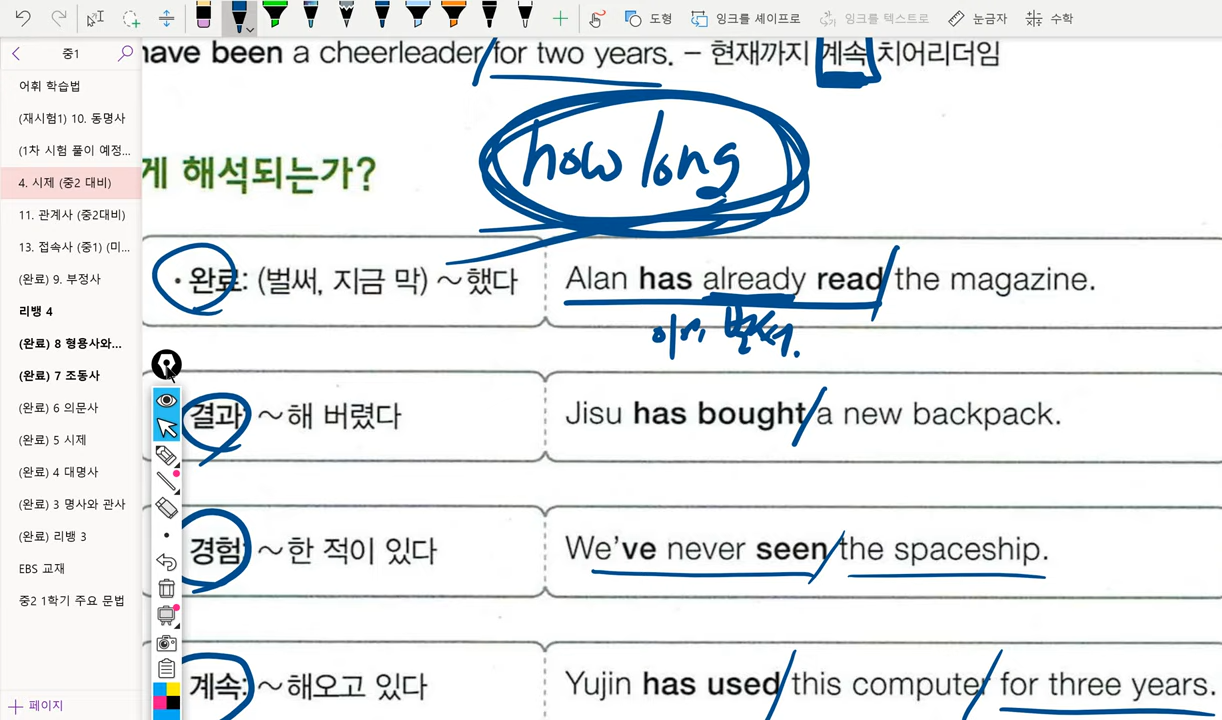 도형
잉크를 셰이프로
잉크를 텍스트로
눈금자
수학
중1
어휘 학습법
(재시험1) 10. 동명사
(1차 시험 풀이 예정...
4. 시제 (중2 대비)
11. 관계사 (중2대비)
13. 접속사 (중1) (미...
(완료) 9. 부정사
리뱅 4
(완료) 8 형용사와...
(완료) 7 조동사
(완료) 6 의문사
(완료) 5 시제
(완료) 4 대명사
(완료) 3 명사와 관사
(완료) 리뱅 3
EBS 교재
중2 1학기 주요 문법
페이지
have been a cheerleader / for two years. – 현재까지 계속 치어리더임
how long
게 해석되는가?
• 완료: (벌써, 지금 막) ~했다
Alan has already read / the magazine.
이미, 벌써.
결과: ~해 버렸다
Jisu has bought / a new backpack.
경험: ~한 적이 있다
We've never seen / the spaceship.
계속: ~해오고 있다
Yujin has used / this computer / for three years.